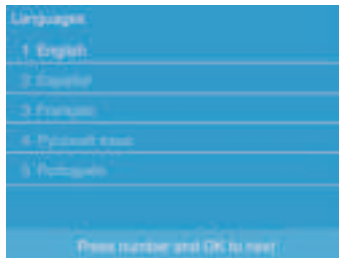 Languages
1 English
2 Español
3 Français
4 Русский язык
5 Português
Press number and OK to next